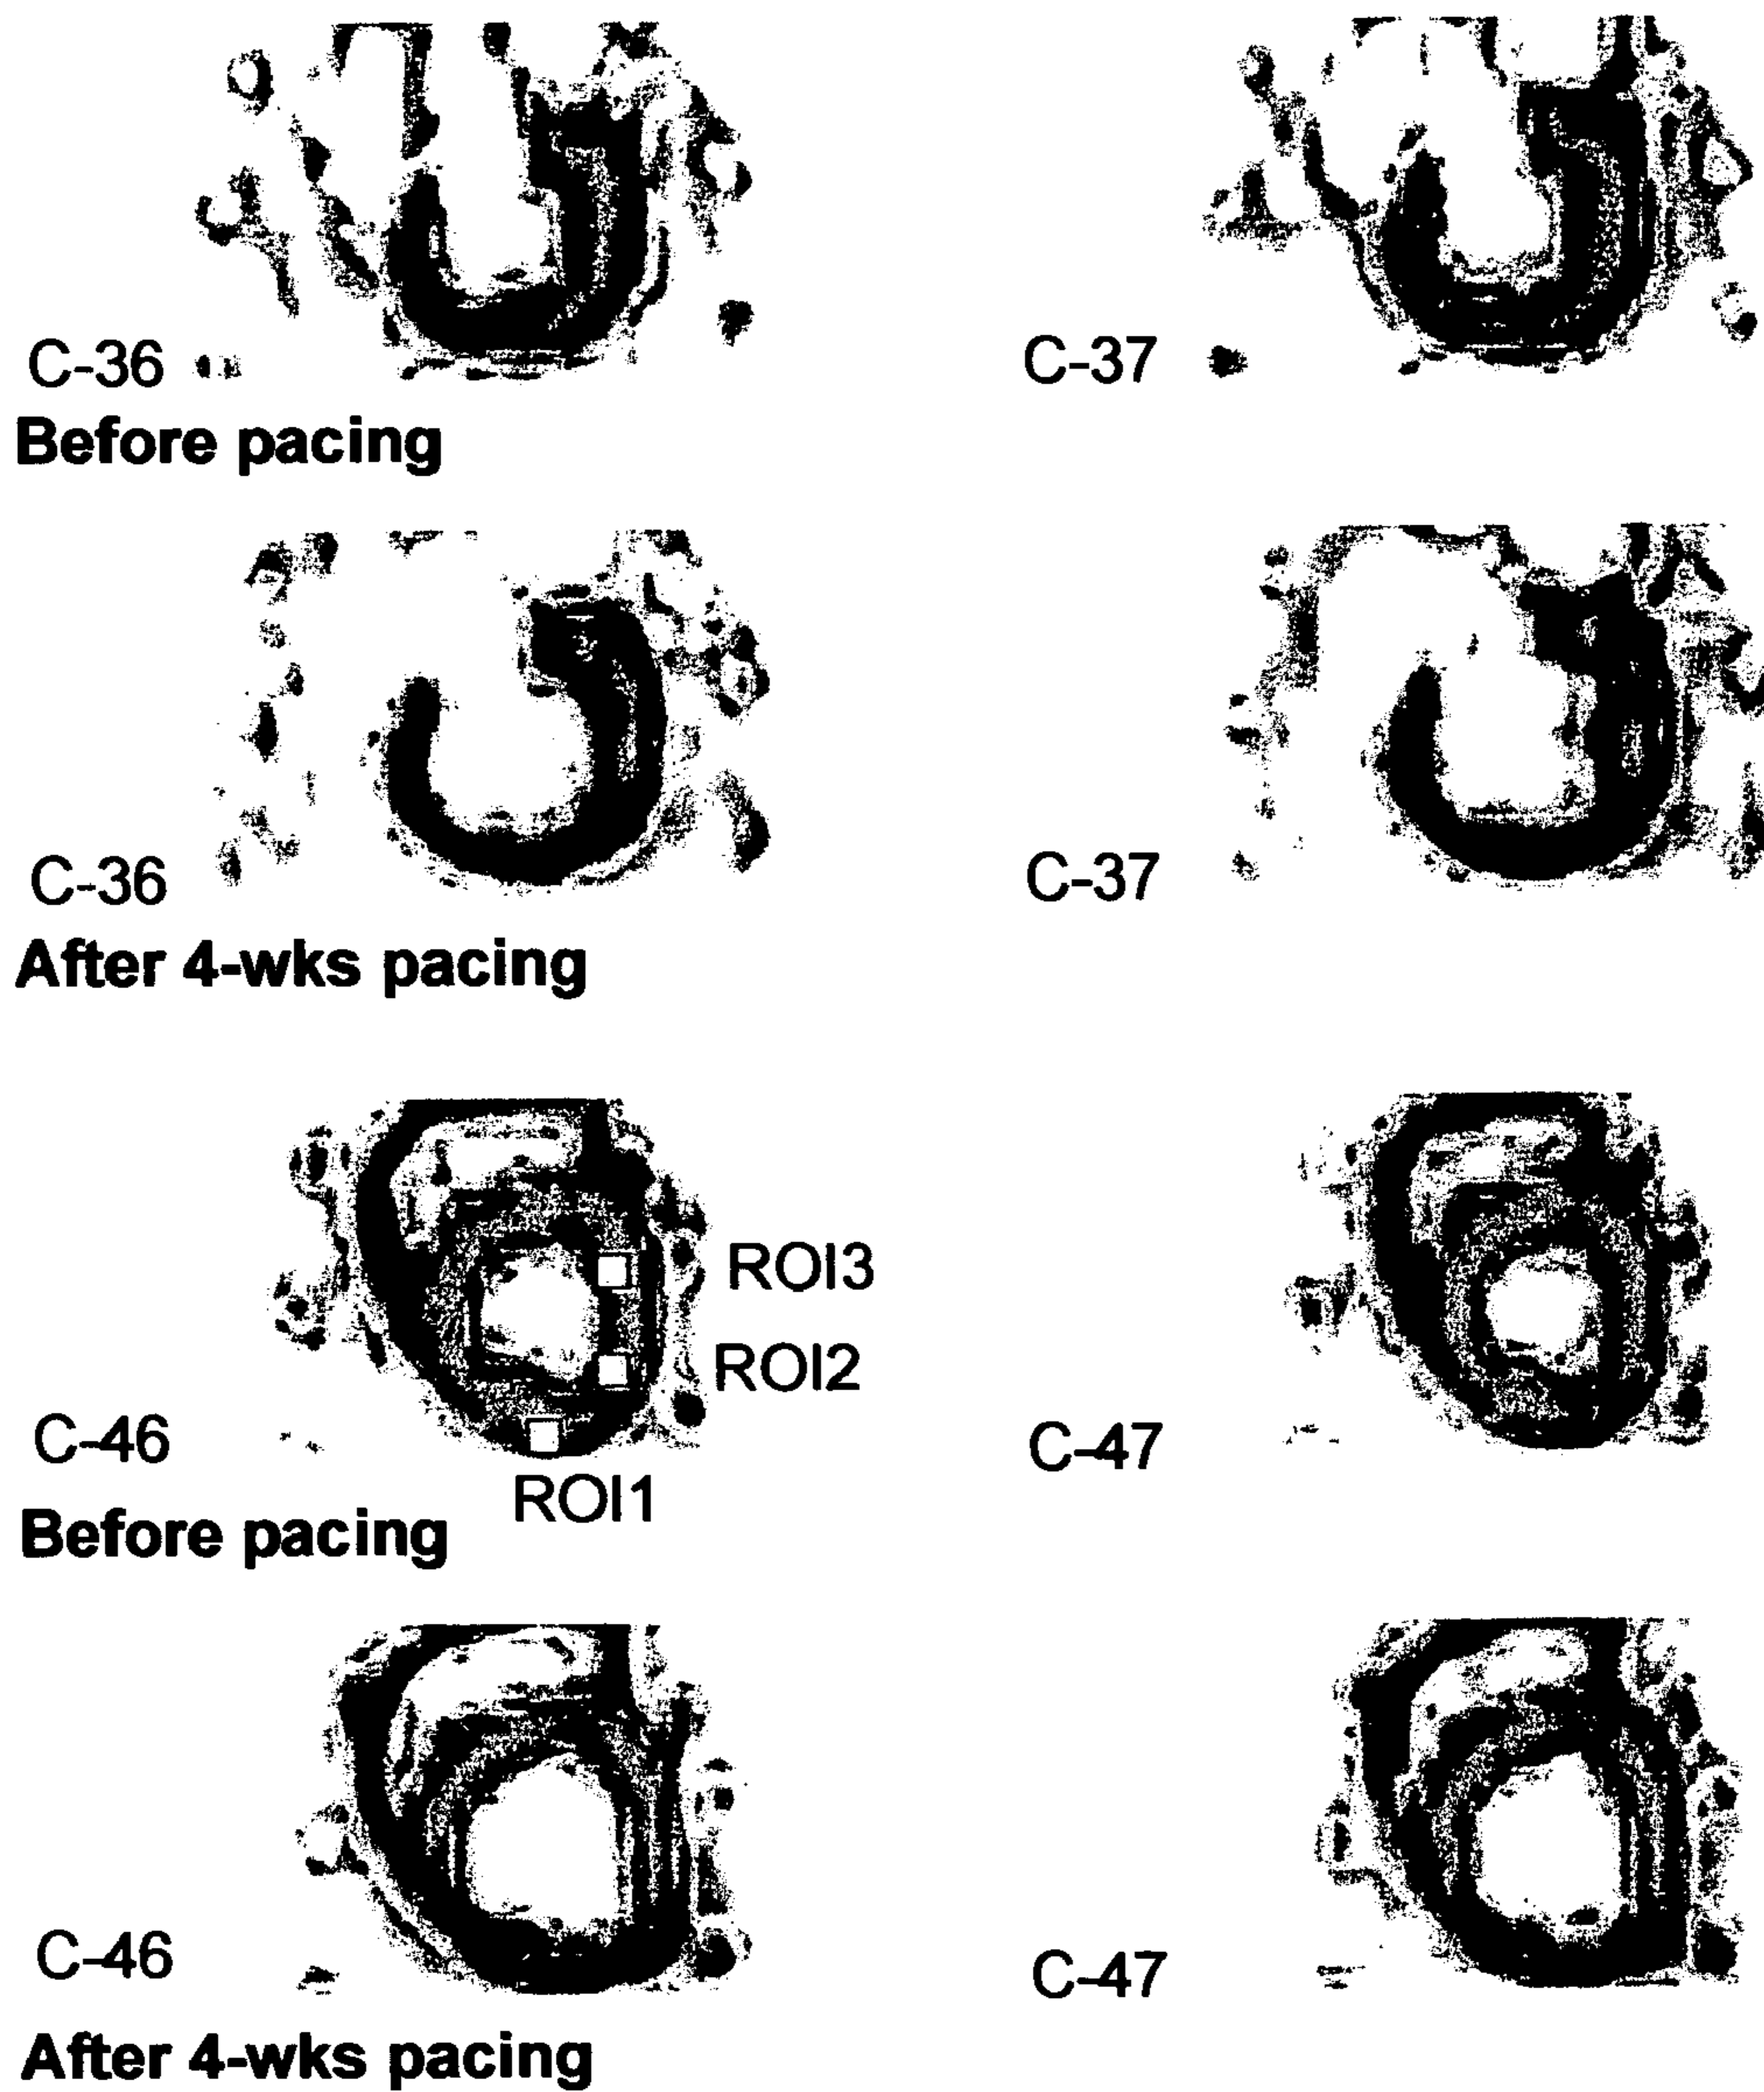 C-36
C-37
Before pacing
C-36
C-37
After 4-wks pacing
ROI3
ROI2
C-46
C-47
ROI1
Before pacing
C-46
C-47
After 4-wks pacing